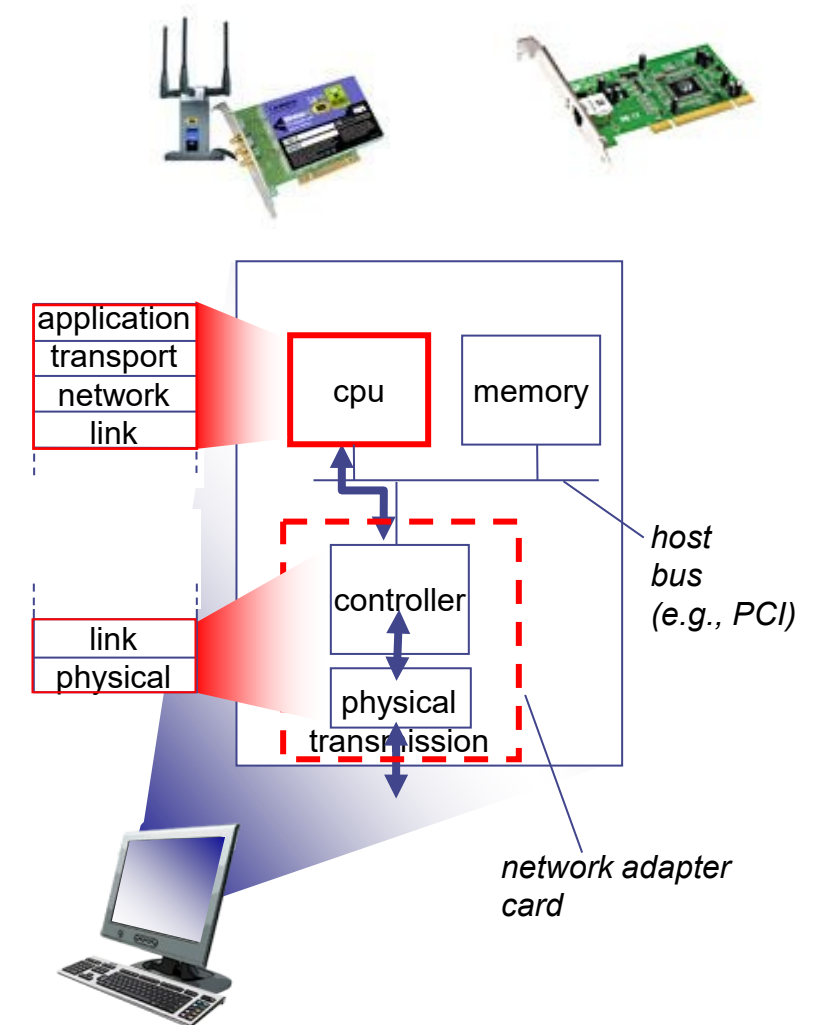 application
transport
network
link
cpu
memory
host
bus
(e.g., PCI)
controller
link
physical
physical
transmission
network adapter
card